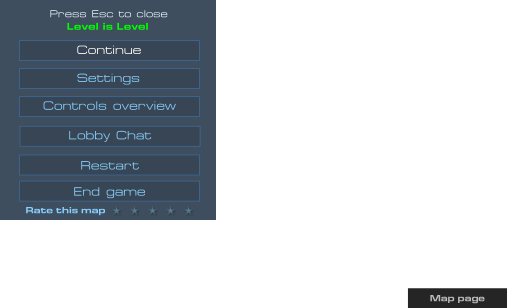 Press Esc to close
Level is Level
Continue
Settings
Controls overview
Lobby Chat
Restart
End game
Rate this map
Map page